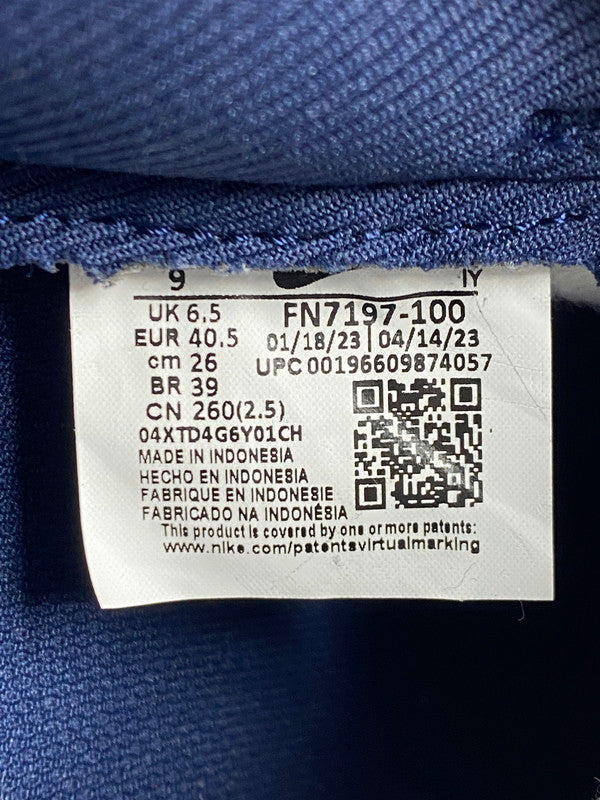 9
IY
UK 6.5
FN7197-100
EUR 40.5
01/18/23 | 04/14/23
cm 26
UPC 00196609874057
BR 39
CN 260(2.5)
04XTD4G6Y01CH
MADE IN INDONESIA
HECHO EN INDONESIA
FABRIQUE EN INDONESIE
FABRICADO NA INDONÉSIA
This product is covered by one or more patents:
www.nike.com/patentsvirtualmarking